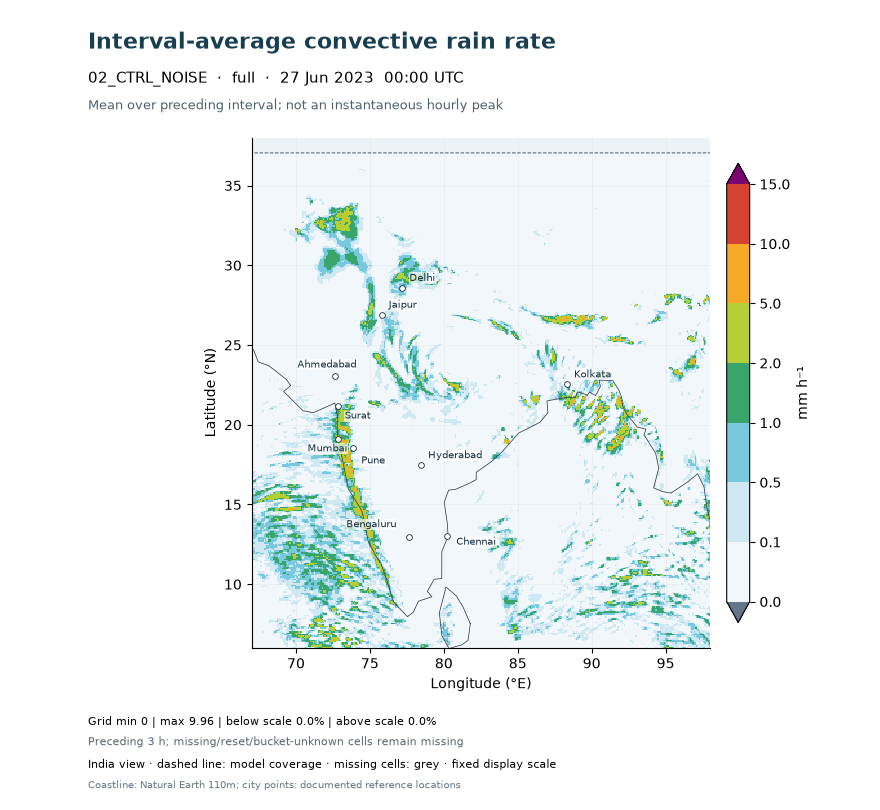 Interval-average convective rain rate
02_CTRL_NOISE · full · 27 Jun 2023 00:00 UTC
Mean over preceding interval; not an instantaneous hourly peak
35
30
25
20
15
10
Latitude (°N)
70
75
80
85
90
95
Longitude (°E)
Delhi
Jaipur
Ahmedabad
Kolkata
Surat
Mumbai
Pune
Hyderabad
Bengaluru
Chennai
15.0
10.0
5.0
2.0
1.0
0.5
0.1
0.0
mm h⁻¹
Grid min 0 | max 9.96 | below scale 0.0% | above scale 0.0%
Preceding 3 h; missing/reset/bucket-unknown cells remain missing
India view · dashed line: model coverage · missing cells: grey · fixed display scale
Coastline: Natural Earth 110m; city points: documented reference locations